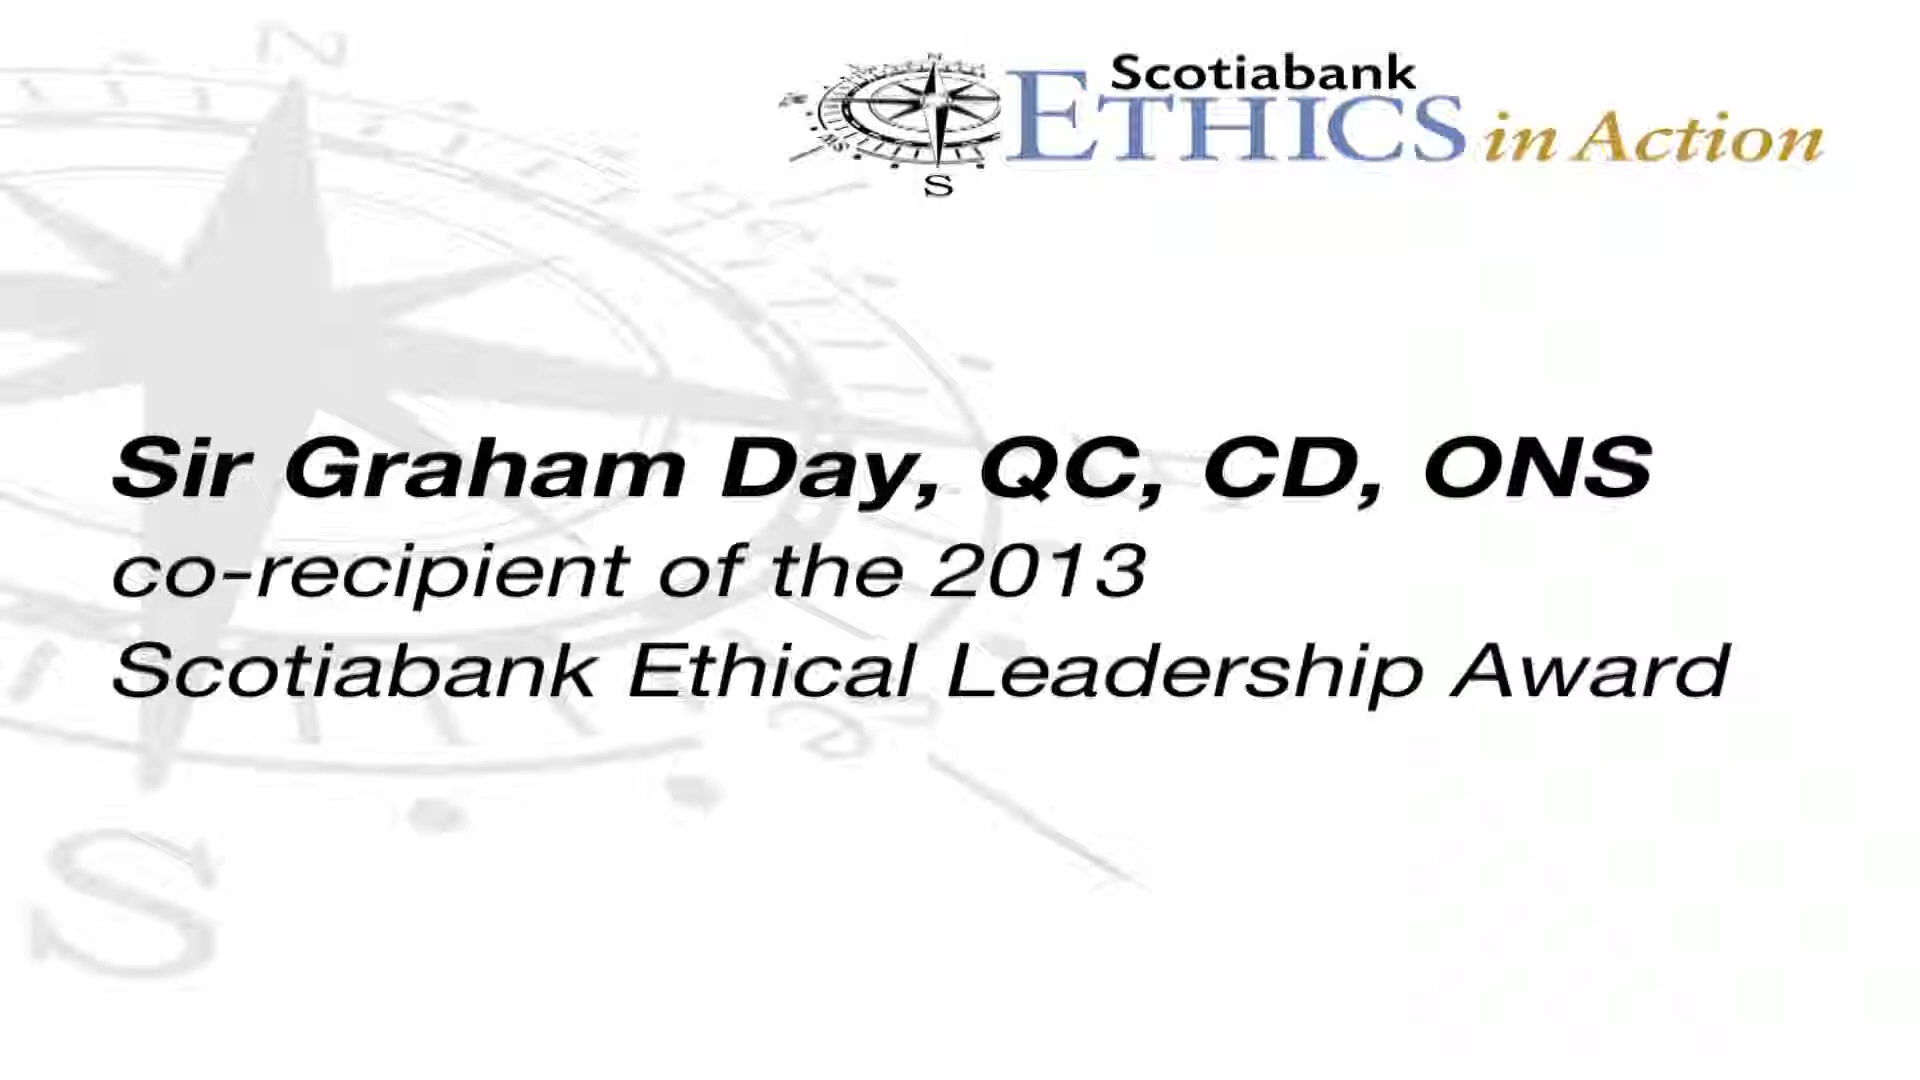 N
Scotiabank
ETHICS in Action
S
Sir Graham Day, QC, CD, ONS
co-recipient of the 2013
Scotiabank Ethical Leadership Award
S